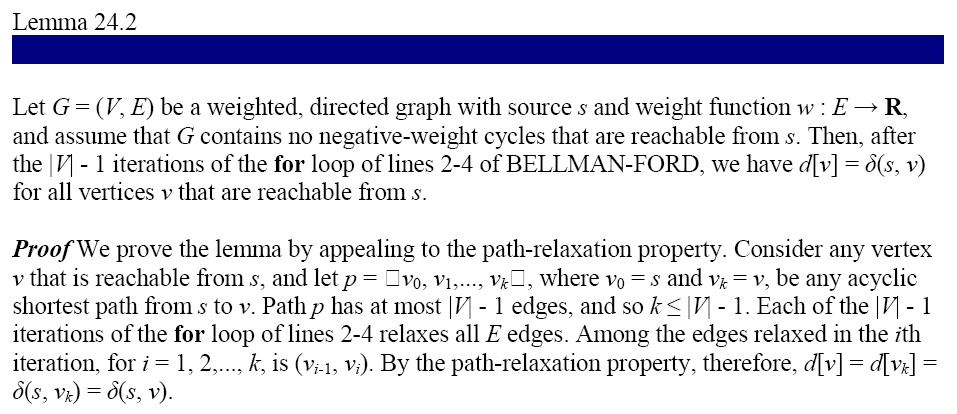 Lemma 24.2
Let G = (V, E) be a weighted, directed graph with source s and weight function w : E → R,
and assume that G contains no negative-weight cycles that are reachable from s. Then, after
the |V| - 1 iterations of the for loop of lines 2-4 of BELLMAN-FORD, we have d[v] = δ(s, v)
for all vertices v that are reachable from s.
Proof We prove the lemma by appealing to the path-relaxation property. Consider any vertex
v that is reachable from s, and let p = □v₀, v₁,..., vₖ□, where v₀ = s and vₖ = v, be any acyclic
shortest path from s to v. Path p has at most |V| - 1 edges, and so k ≤ |V| - 1. Each of the |V| - 1
iterations of the for loop of lines 2-4 relaxes all E edges. Among the edges relaxed in the ith
iteration, for i = 1, 2,..., k, is (vᵢ₋₁, vᵢ). By the path-relaxation property, therefore, d[v] = d[vₖ] =
δ(s, vₖ) = δ(s, v).